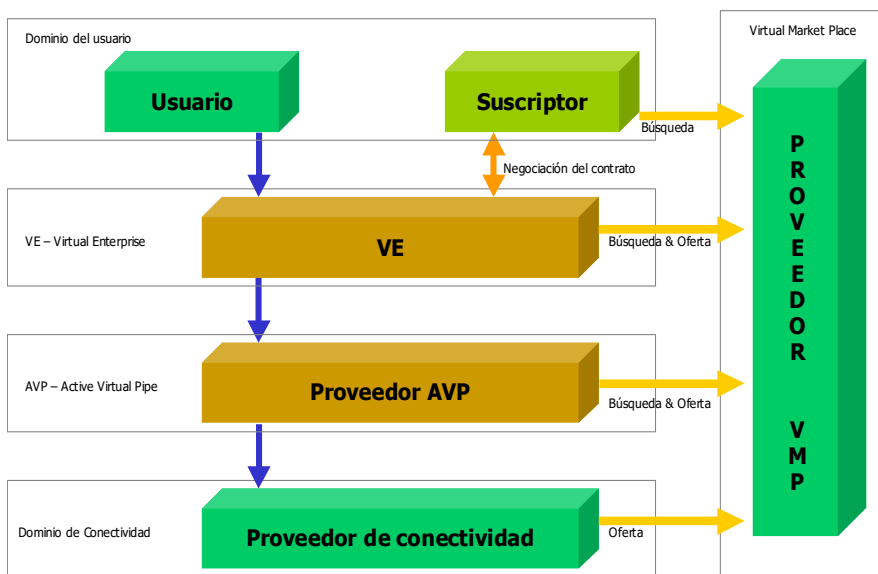 Dominio del usuario
Virtual Market Place
Usuario
Suscriptor
Búsqueda
Negociación del contrato
VE – Virtual Enterprise
VE
Búsqueda & Oferta
AVP – Active Virtual Pipe
Proveedor AVP
Búsqueda & Oferta
Dominio de Conectividad
Proveedor de conectividad
Oferta
P
R
O
V
E
E
D
O
R
V
M
P